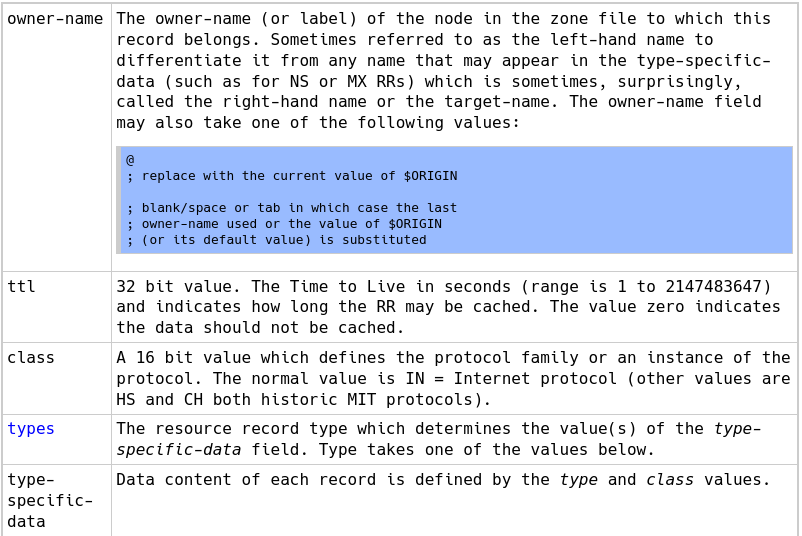 owner-name
The owner-name (or label) of the node in the zone file to which this
record belongs. Sometimes referred to as the left-hand name to
differentiate it from any name that may appear in the type-specific-
data (such as for NS or MX RRs) which is sometimes, surprisingly,
called the right-hand name or the target-name. The owner-name field
may also take one of the following values:
@
; replace with the current value of $ORIGIN
; blank/space or tab in which case the last
; owner-name used or the value of $ORIGIN
; (or its default value) is substituted
ttl
32 bit value. The Time to Live in seconds (range is 1 to 2147483647)
and indicates how long the RR may be cached. The value zero indicates
the data should not be cached.
class
A 16 bit value which defines the protocol family or an instance of the
protocol. The normal value is IN = Internet protocol (other values are
HS and CH both historic MIT protocols).
types
The resource record type which determines the value(s) of the type-
specific-data field. Type takes one of the values below.
type-
specific-
data
Data content of each record is defined by the type and class values.